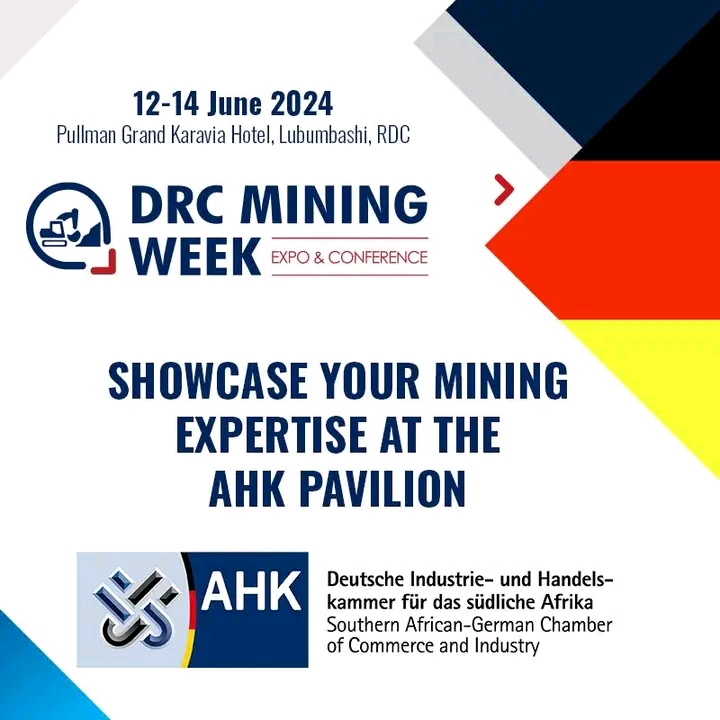 12-14 June 2024
Pullman Grand Karavia Hotel, Lubumbashi, RDC
DRC MINING
WEEK EXPO & CONFERENCE
SHOWCASE YOUR MINING
EXPERTISE AT THE
AHK PAVILION
AHK
Deutsche Industrie- und Handels-
kammer für das südliche Afrika
Southern African-German Chamber
of Commerce and Industry